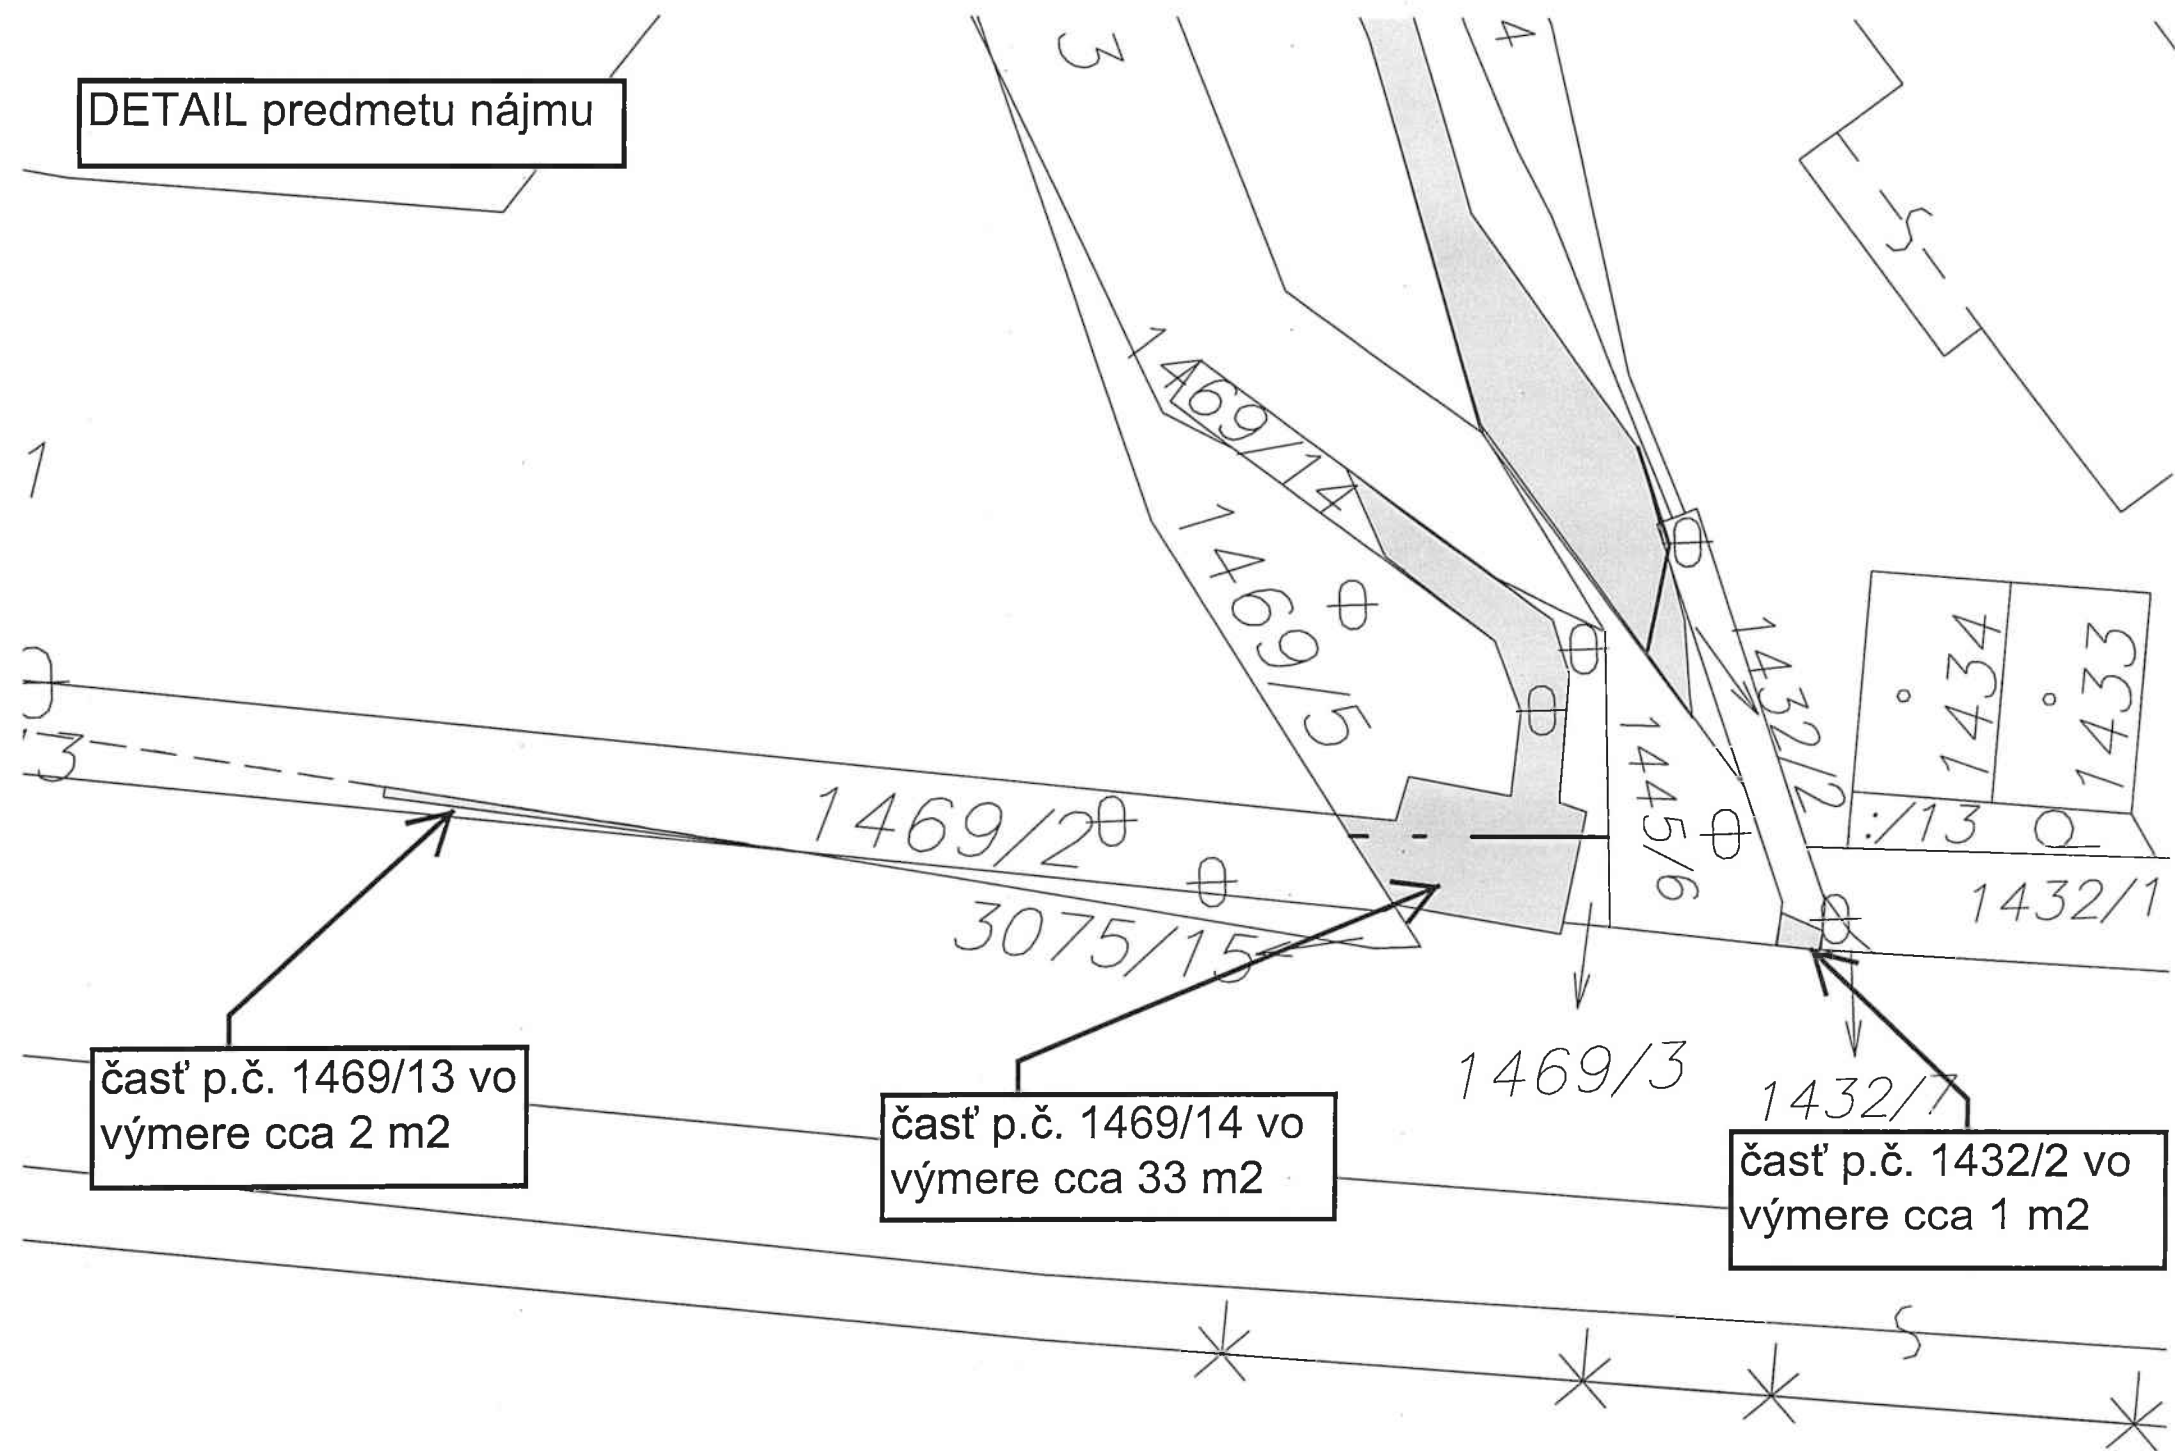 DETAIL predmetu nájmu
3
4
1
1469/14
1469/5
1434
1433
1432/2
3
1469/2
1445/6
:/13
1432/1
3075/15
1469/3
1432/7
časť p.č. 1469/13 vo
výmere cca 2 m2
časť p.č. 1469/14 vo
výmere cca 33 m2
časť p.č. 1432/2 vo
výmere cca 1 m2